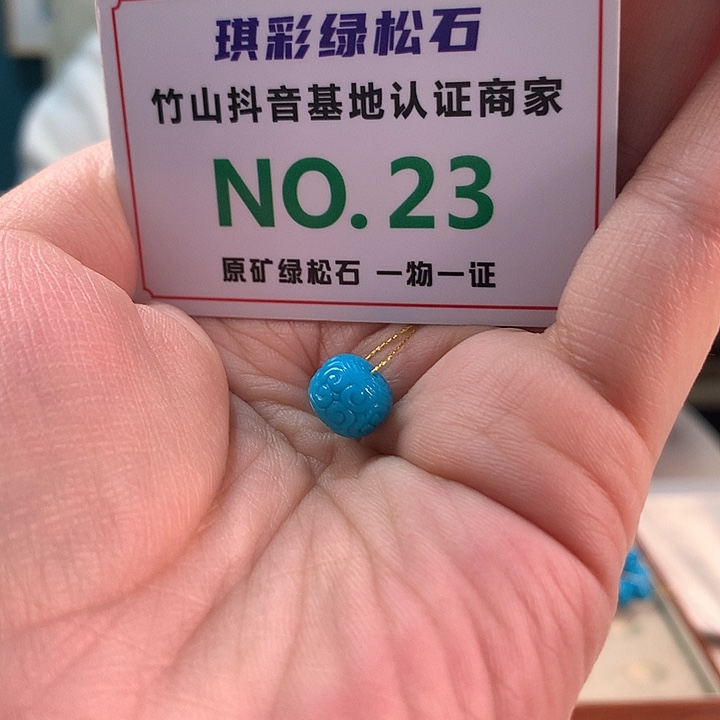 琪彩绿松石
竹山抖音基地认证商家
NO.23
原矿绿松石 一物一证